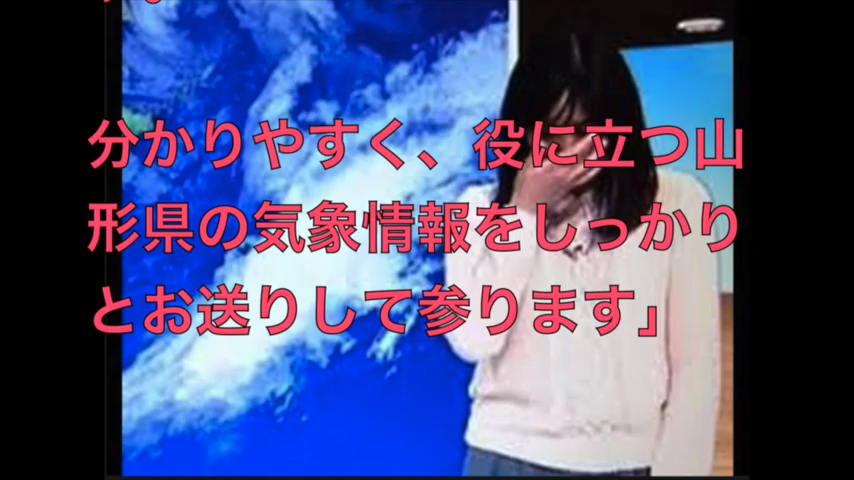 分かりやすく、役に立つ山
形県の気象情報をしっかり
とお送りして参ります」